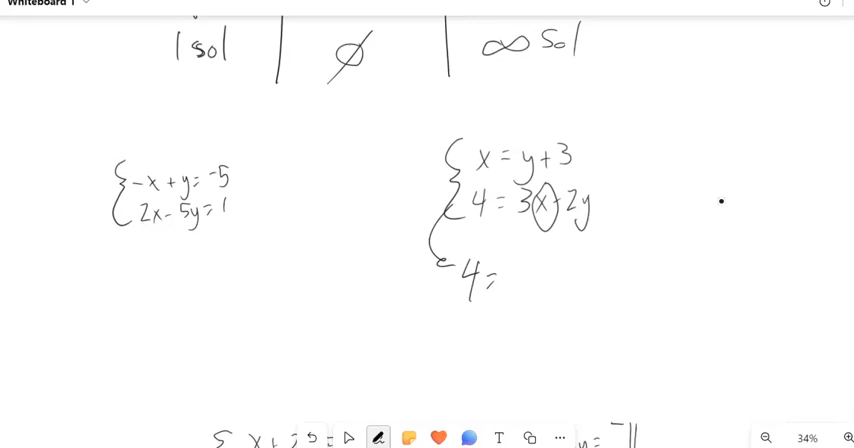 Whiteboard 1
1 sol | ∅ | ∞ sol
-x + y = -5
2x - 5y = 1
x = y + 3
4 = 3x - 2y
4 =
34%